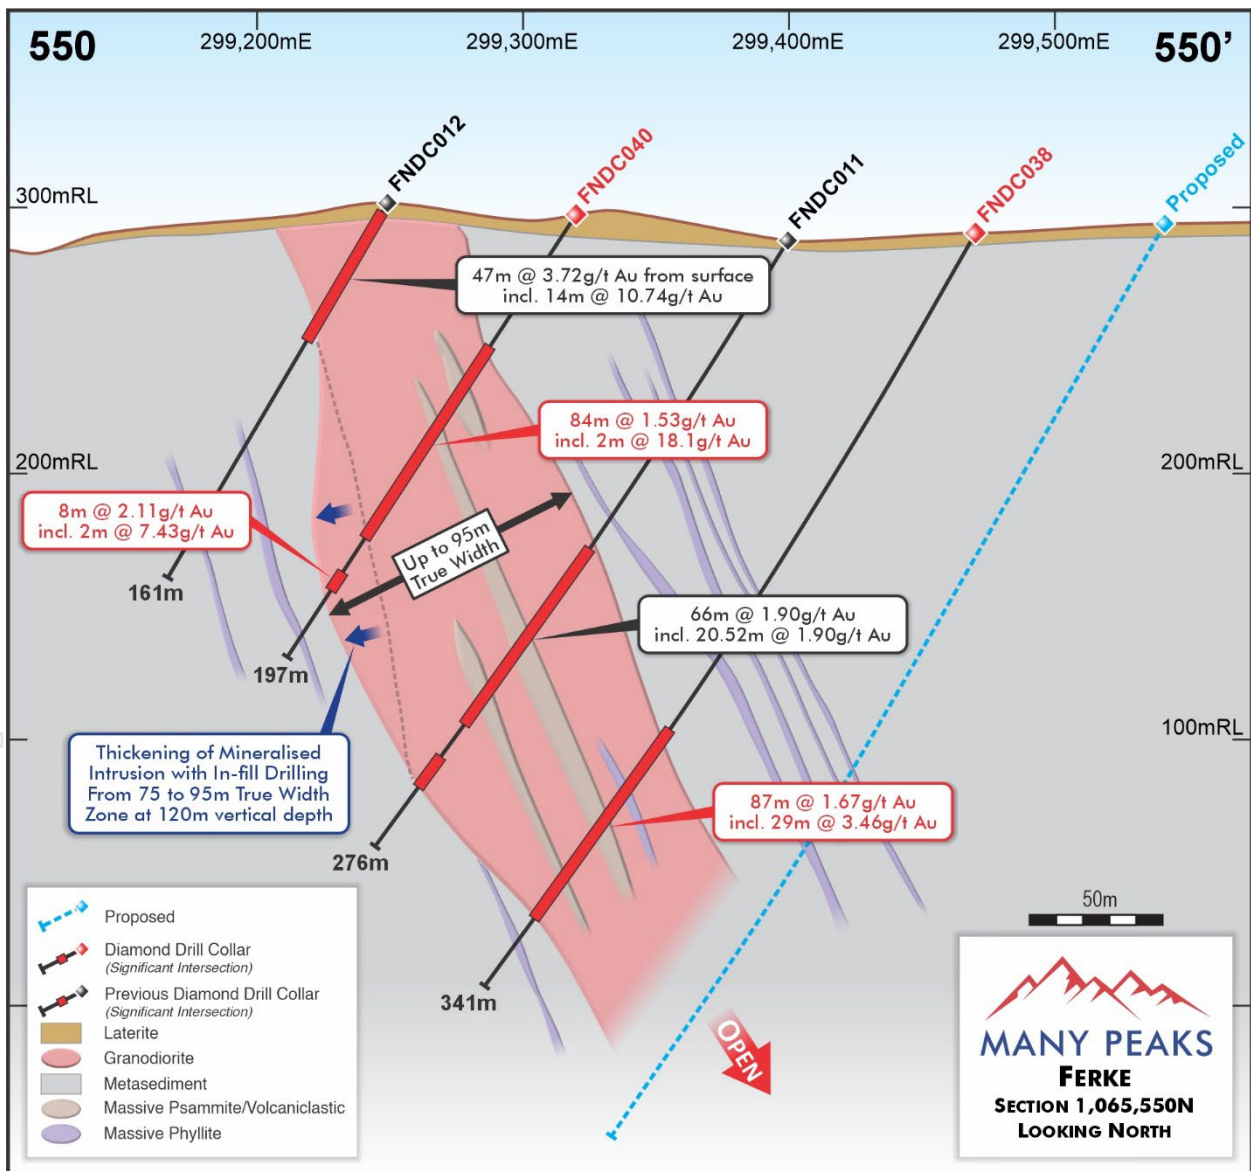 550
299,200mE
299,300mE
299,400mE
299,500mE
550’
FNDC012
FNDC040
FNDC011
FNDC038
Proposed
300mRL
47m @ 3.72g/t Au from surface
incl. 14m @ 10.74g/t Au
84m @ 1.53g/t Au
incl. 2m @ 18.1g/t Au
200mRL
200mRL
8m @ 2.11g/t Au
incl. 2m @ 7.43g/t Au
Up to 95m
True Width
161m
66m @ 1.90g/t Au
incl. 20.52m @ 1.90g/t Au
197m
100mRL
Thickening of Mineralised
Intrusion with In-fill Drilling
From 75 to 95m True Width
Zone at 120m vertical depth
87m @ 1.67g/t Au
incl. 29m @ 3.46g/t Au
276m
341m
OPEN
50m
Proposed
Diamond Drill Collar
(Significant Intersection)
Previous Diamond Drill Collar
(Significant Intersection)
Laterite
Granodiorite
Metasediment
Massive Psammite/Volcaniclastic
Massive Phyllite
MANY PEAKS
FERKE
SECTION 1,065,550N
LOOKING NORTH